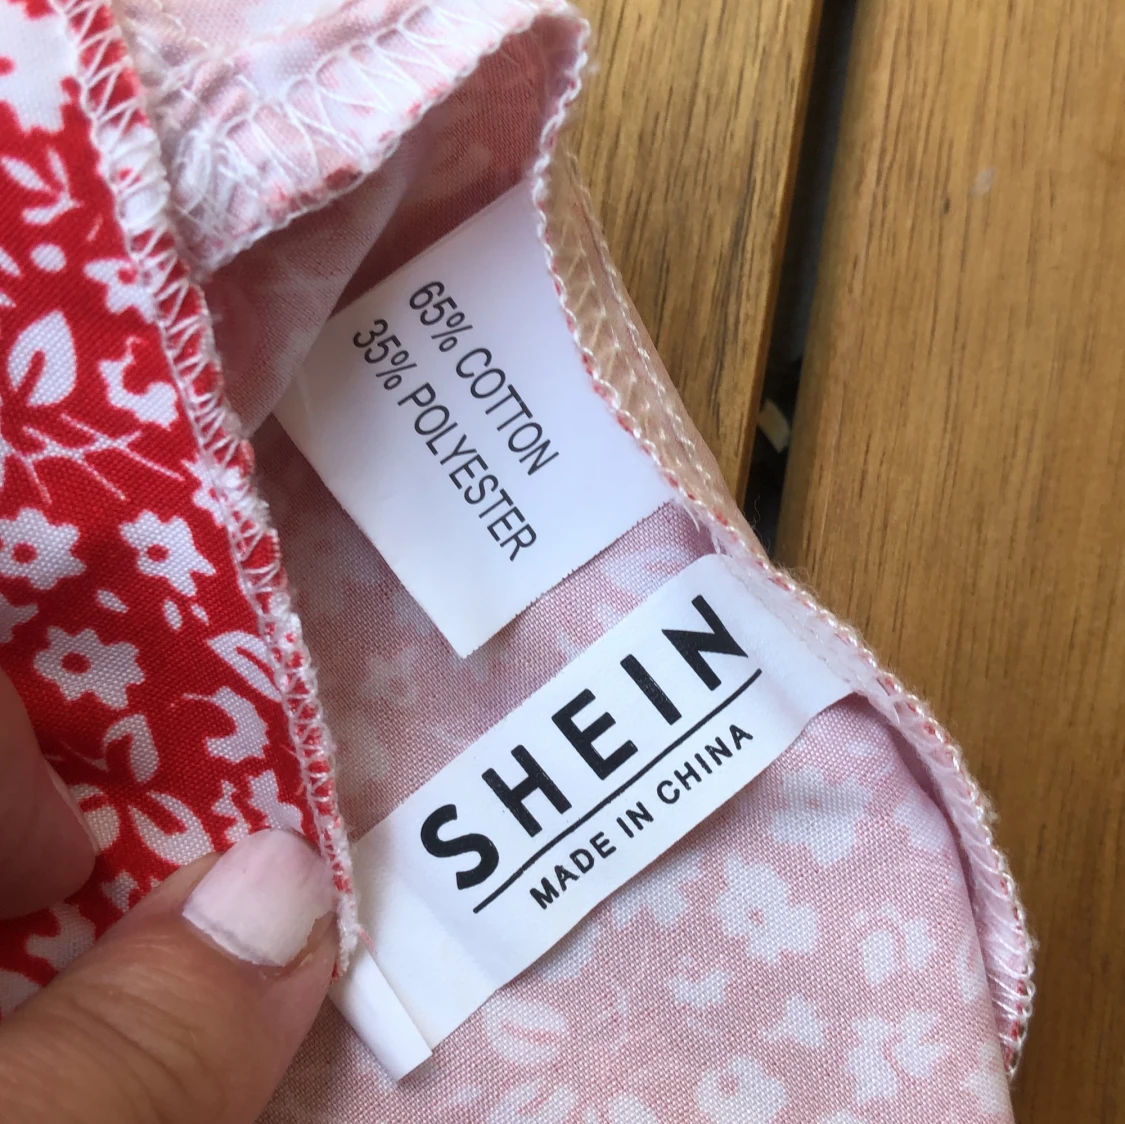 65% COTTON
35% POLYESTER
SHEIN
MADE IN CHINA